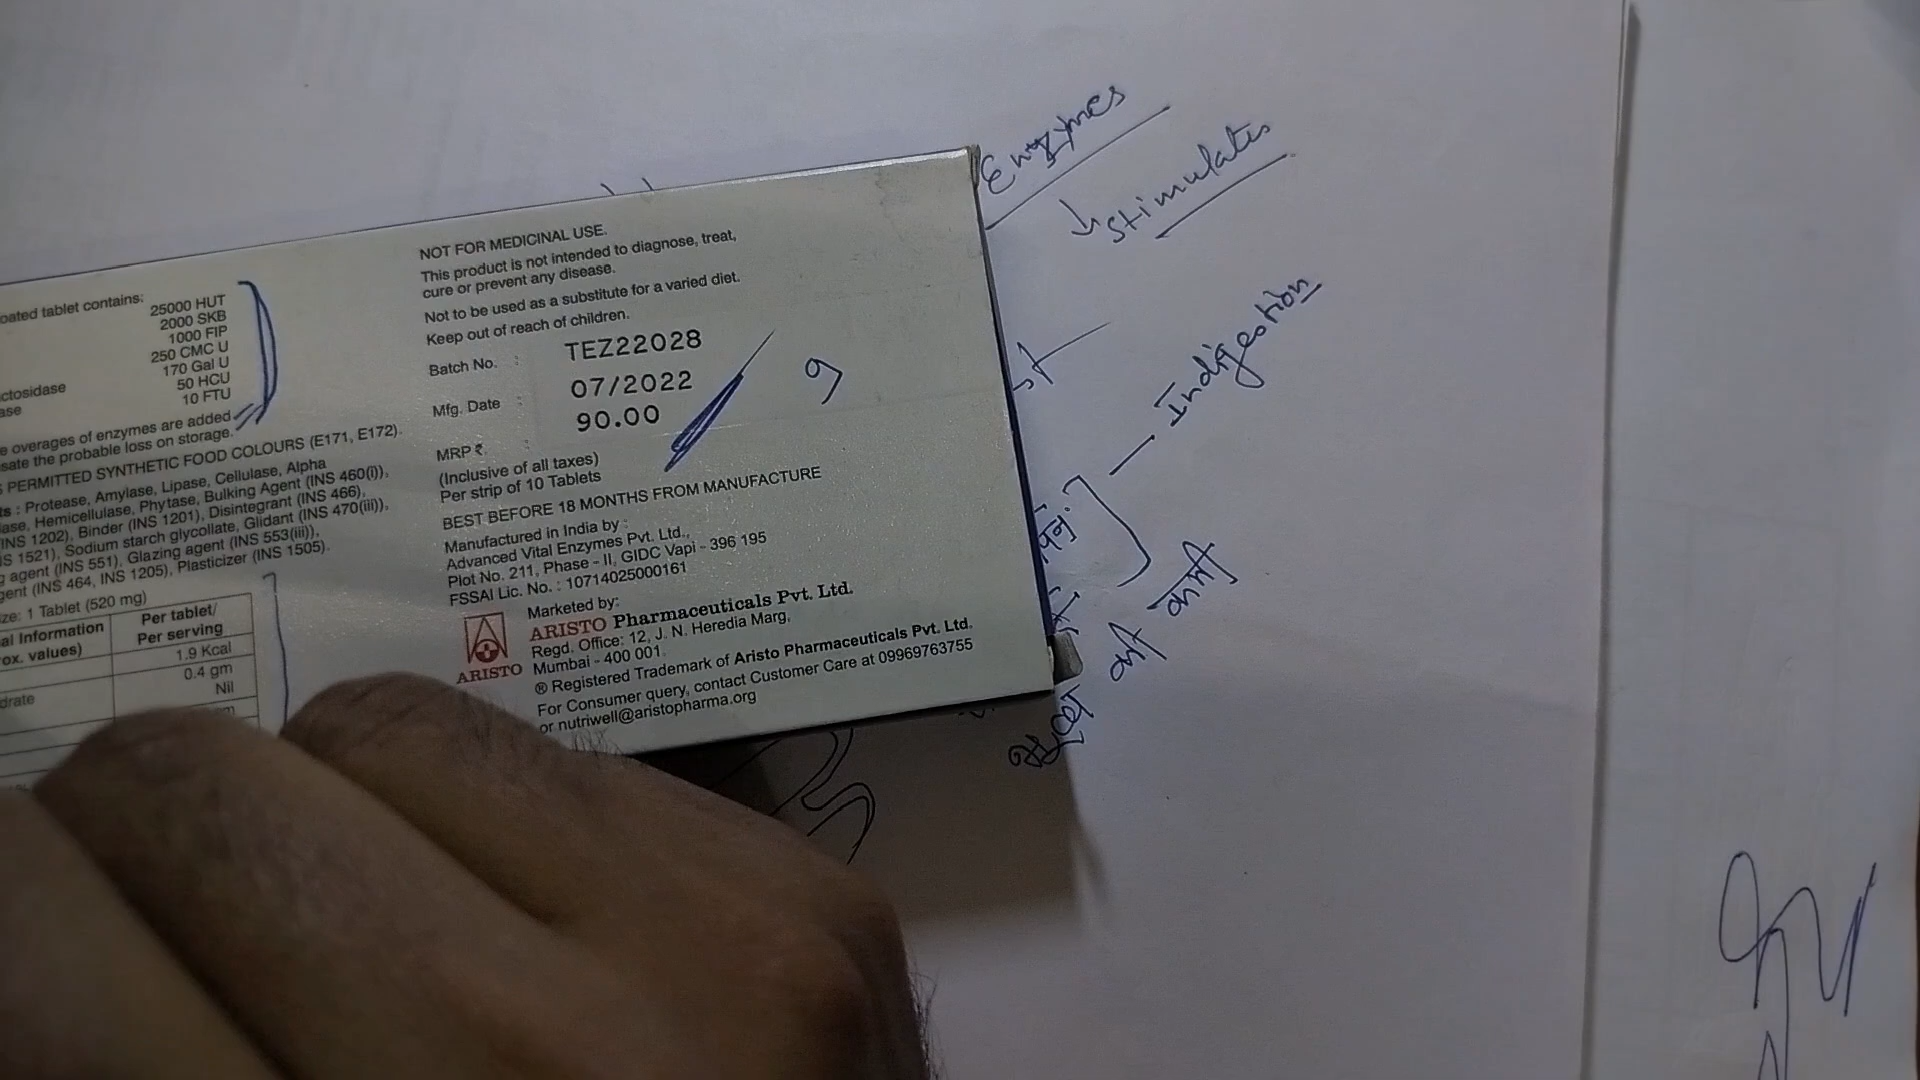 oated tablet contains:
25000 HUT
2000 SKB
1000 FIP
250 CMC U
170 Gal U
ctosidase 50 HCU
ase 10 FTU
e overages of enzymes are added
sate the probable loss on storage.
S PERMITTED SYNTHETIC FOOD COLOURS (E171, E172).
ts : Protease, Amylase, Lipase, Cellulase, Alpha
ase, Hemicellulase, Phytase, Bulking Agent (INS 460(i)),
INS 1202), Binder (INS 1201), Disintegrant (INS 466),
S 1521), Sodium starch glycollate, Glidant (INS 470(iii)),
g agent (INS 551), Glazing agent (INS 553(iii)),
gent (INS 464, INS 1205), Plasticizer (INS 1505).
ze: 1 Tablet (520 mg)
al Information
ox. values)
Per tablet/
Per serving
1.9 Kcal
drate 0.4 gm
Nil
NOT FOR MEDICINAL USE.
This product is not intended to diagnose, treat,
cure or prevent any disease.
Not to be used as a substitute for a varied diet.
Keep out of reach of children.
Batch No. : TEZ22028
Mfg. Date : 07/2022
MRP ₹ : 90.00
(Inclusive of all taxes)
Per strip of 10 Tablets
BEST BEFORE 18 MONTHS FROM MANUFACTURE
Manufactured in India by :
Advanced Vital Enzymes Pvt. Ltd.,
Plot No. 211, Phase - II, GIDC Vapi - 396 195
FSSAI Lic. No. : 10714025000161
Marketed by:
ARISTO Pharmaceuticals Pvt. Ltd.
Regd. Office: 12, J. N. Heredia Marg,
Mumbai - 400 001.
ARISTO
® Registered Trademark of Aristo Pharmaceuticals Pvt. Ltd.
For Consumer query, contact Customer Care at 09969763755
or nutriwell@aristopharma.org
9
Enzymes
Stimulates
st
Indigestion